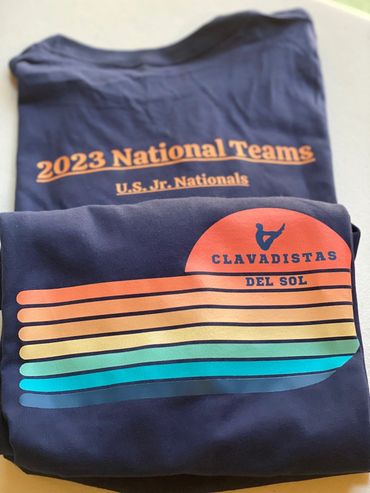 2023 National Teams
U.S. Jr. Nationals
CLAVADISTAS
DEL SOL